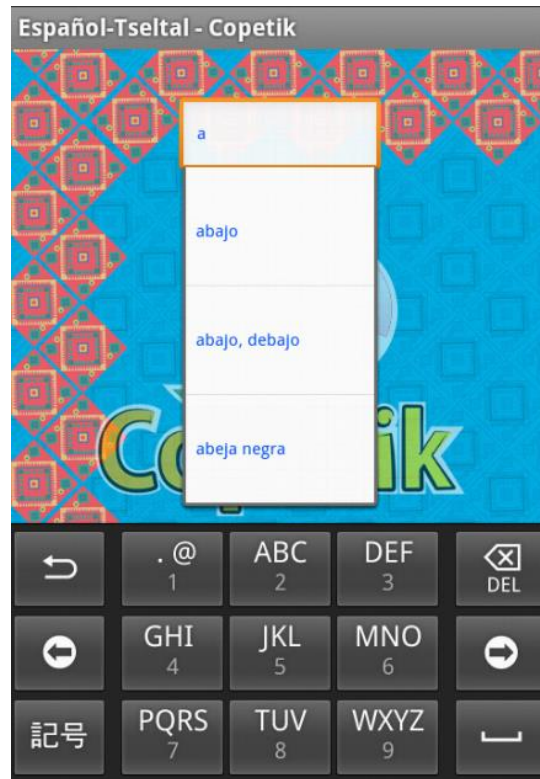 Español-Tseltal - Copetik
a
abajo
abajo, debajo
abeja negra
. @ ABC DEF
1 2 3 DEL
GHI JKL MNO
4 5 6
記号 PQRS TUV WXYZ
7 8 9